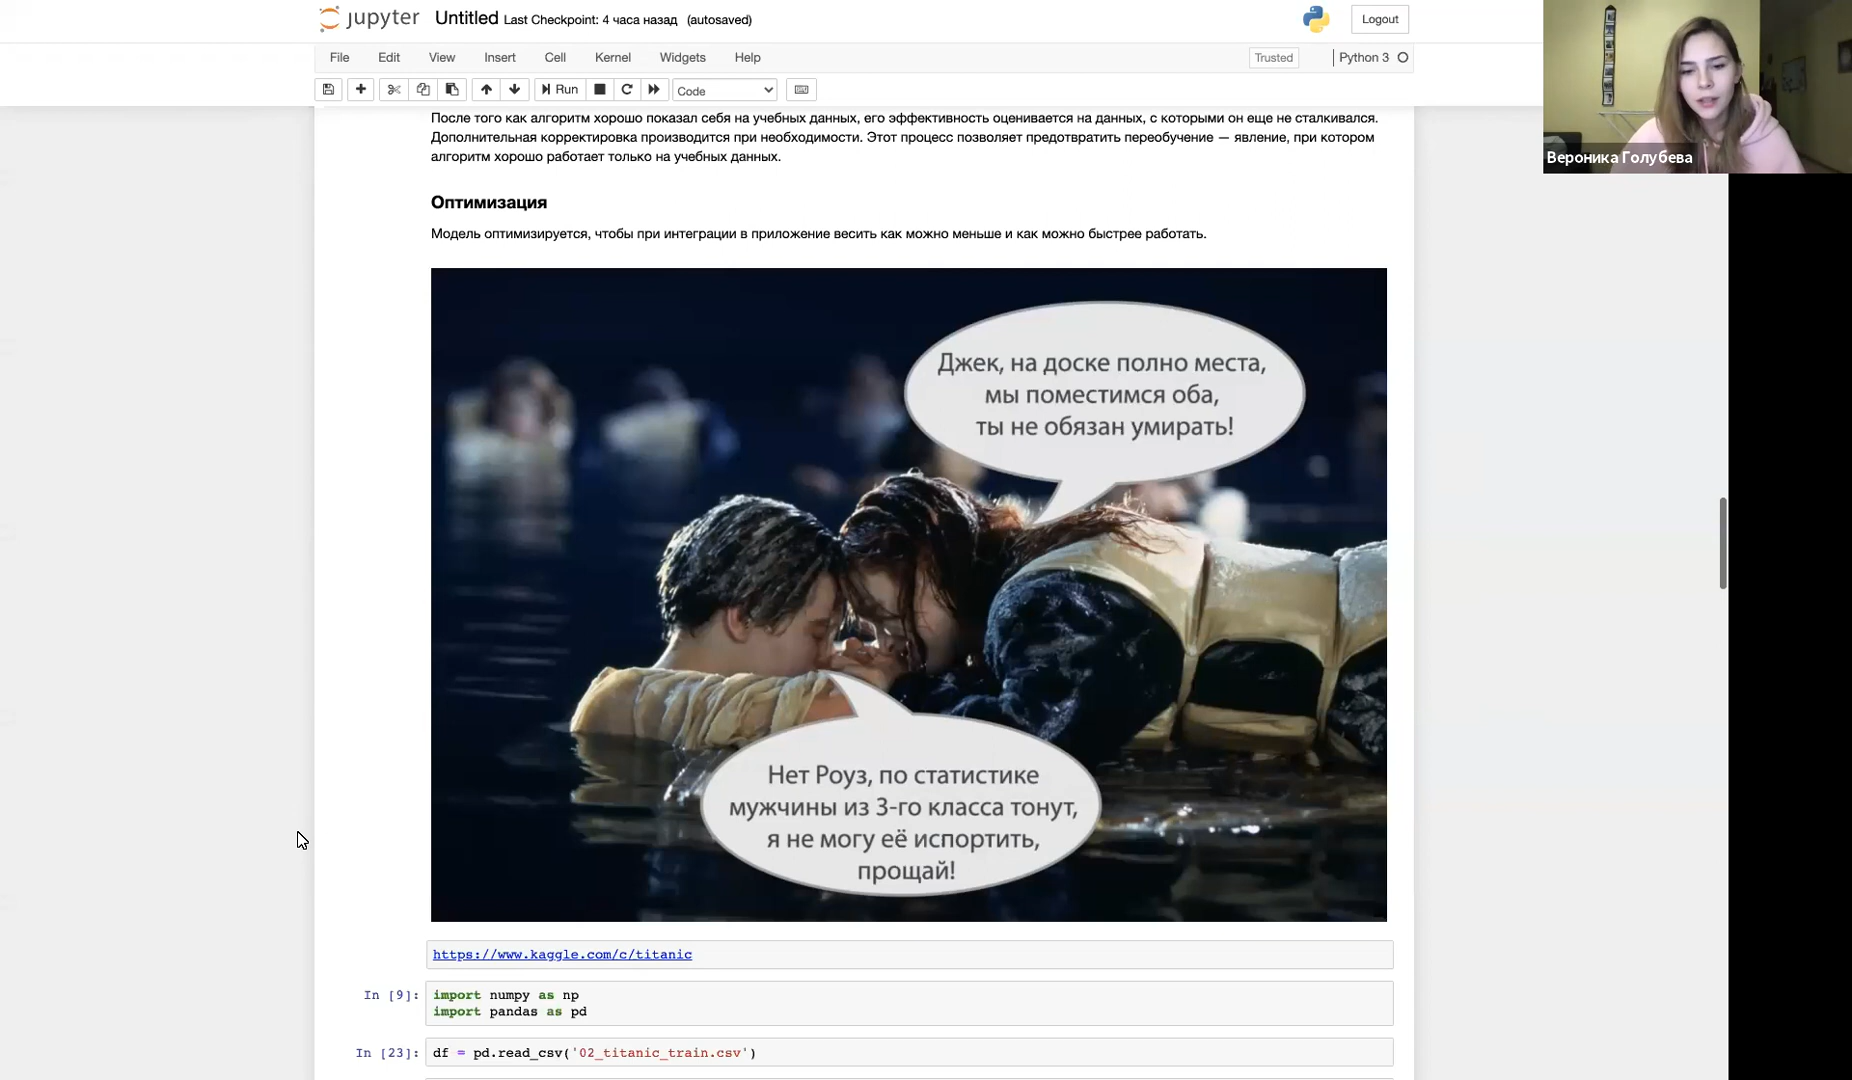 jupyter Untitled Last Checkpoint: 4 часа назад (autosaved)
Logout
File Edit View Insert Cell Kernel Widgets Help
Trusted
Python 3
Run
Code
После того как алгоритм хорошо показал себя на учебных данных, его эффективность оценивается на данных, с которыми он еще не сталкивался.
Дополнительная корректировка производится при необходимости. Этот процесс позволяет предотвратить переобучение — явление, при котором
алгоритм хорошо работает только на учебных данных.
Вероника Голубева
Оптимизация
Модель оптимизируется, чтобы при интеграции в приложение весить как можно меньше и как можно быстрее работать.
Джек, на доске полно места,
мы поместимся оба,
ты не обязан умирать!
Нет Роуз, по статистике
мужчины из 3-го класса тонут,
я не могу её испортить,
прощай!
https://www.kaggle.com/c/titanic
In [9]:
import numpy as np
import pandas as pd
In [23]:
df = pd.read_csv('02_titanic_train.csv')